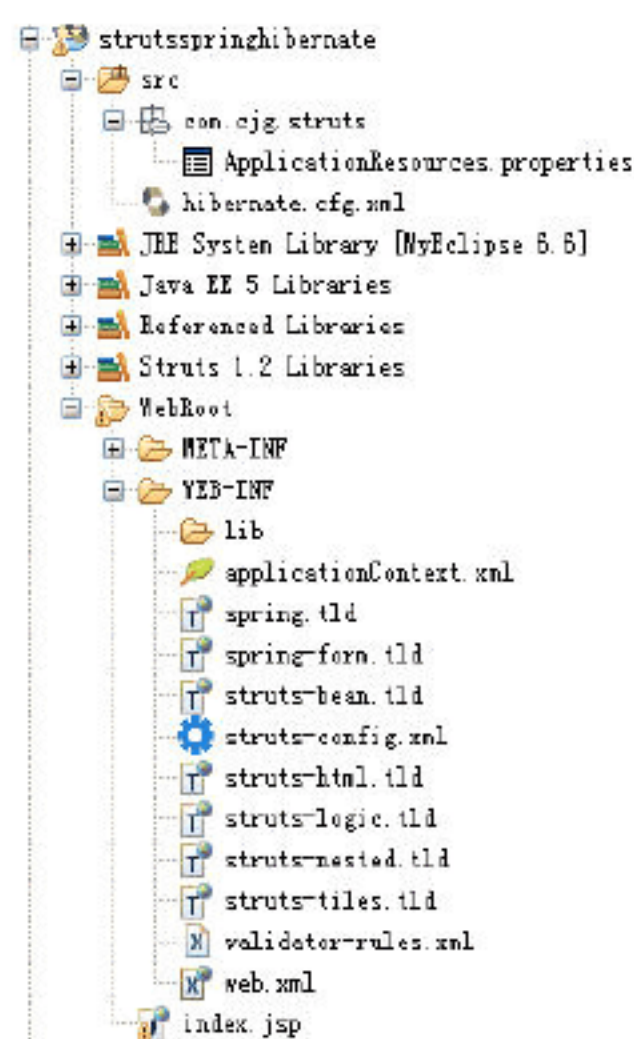 strutsspringhibernate
src
com.cjg.struts
ApplicationResources.properties
hibernate.cfg.xml
JRE System Library [MyEclipse 6.6]
Java EE 5 Libraries
Referenced Libraries
Struts 1.2 Libraries
WebRoot
META-INF
WEB-INF
lib
applicationContext.xml
spring.tld
spring-form.tld
struts-bean.tld
struts-config.xml
struts-html.tld
struts-logic.tld
struts-nested.tld
struts-tiles.tld
validator-rules.xml
web.xml
index.jsp